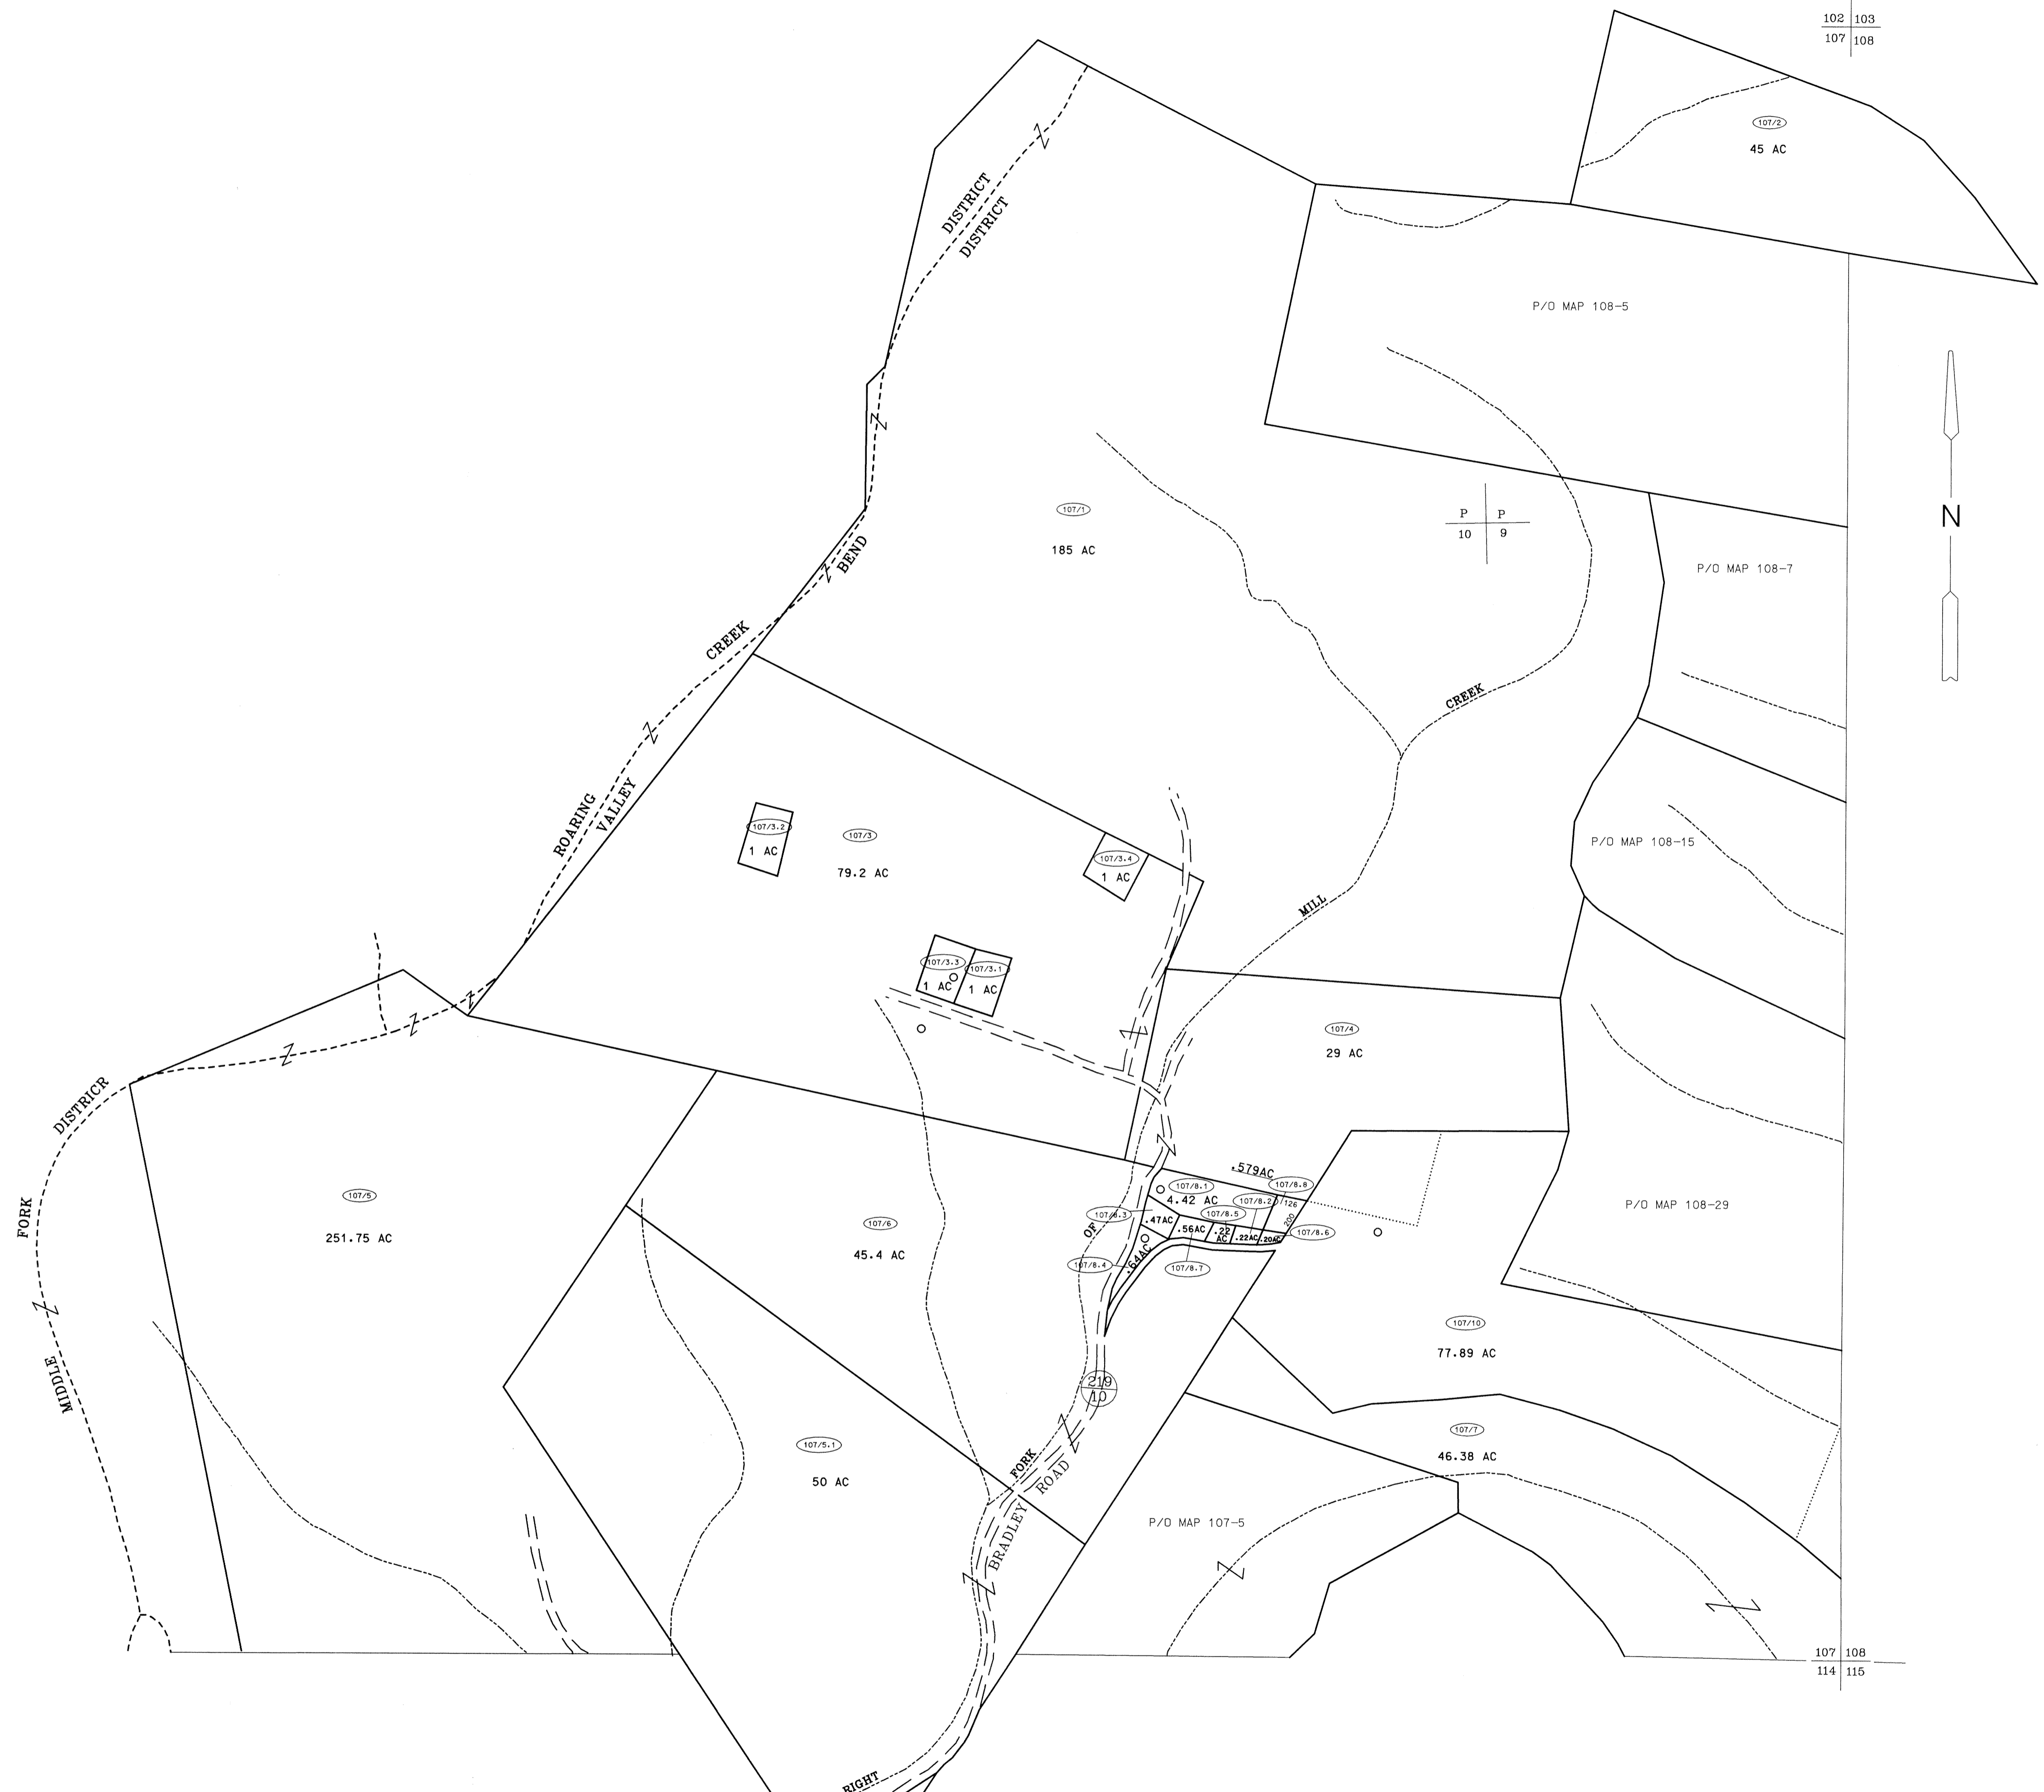 102 103
107 108
107/2
45 AC
DISTRICT
DISTRICT
P/O MAP 108-5
N
107/1
185 AC
P P
10 9
BEND
P/O MAP 108-7
CREEK
CREEK
ROARING
VALLEY
107/3.2
1 AC
107/3
79.2 AC
107/3.4
1 AC
P/O MAP 108-15
MILL
107/3.3
1 AC
107/3.1
1 AC
107/4
29 AC
DISTRICR
FORK
MIDDLE
107/5
251.75 AC
107/6
45.4 AC
.579AC
107/8.1
4.42 AC
107/8.8
107/8.2
126
200
107/8.3
.47AC
107/8.5
.56AC
.22
AC
.22AC
.20AC
107/8.6
OF
107/8.4
.64AC
107/8.7
P/O MAP 108-29
107/10
77.89 AC
219
10
107/7
46.38 AC
107/5.1
50 AC
FORK
BRADLEY ROAD
P/O MAP 107-5
107 108
114 115
RIGHT